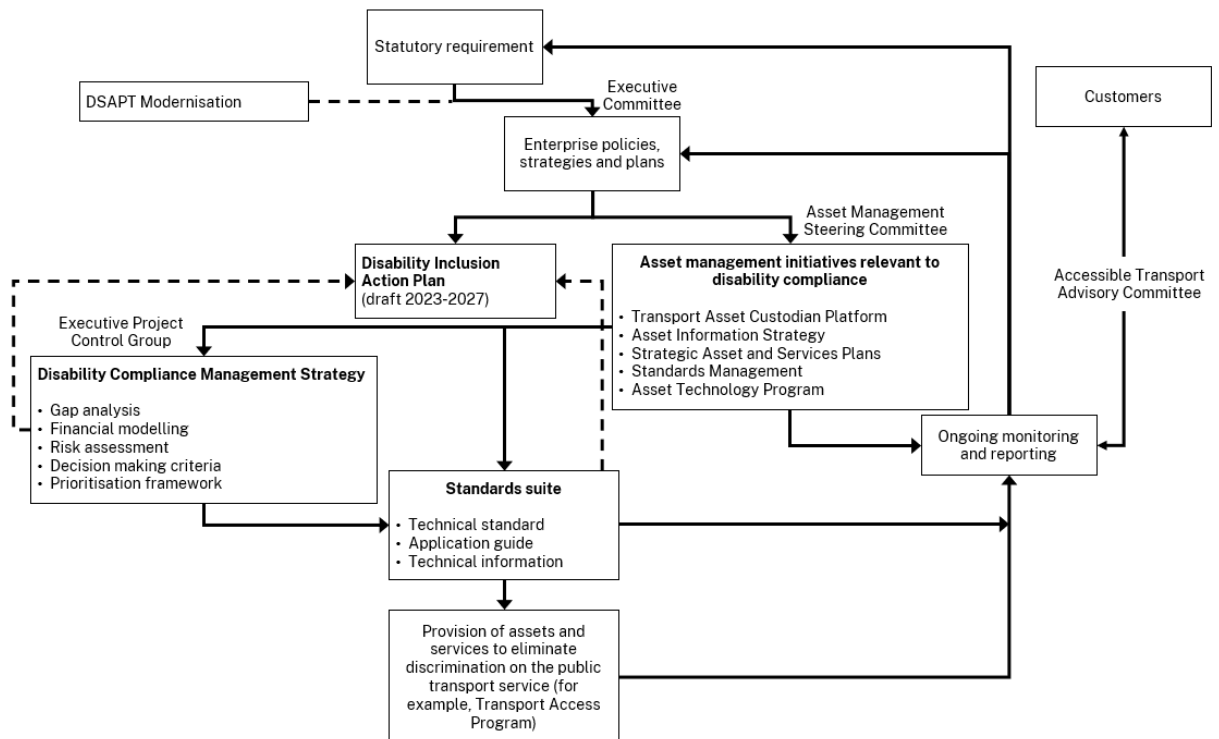 Statutory requirement
DSAPT Modernisation
Executive
Committee
Customers
Enterprise policies,
strategies and plans
Asset Management
Steering Committee
Disability Inclusion
Action Plan
(draft 2023-2027)
Asset management initiatives relevant to
disability compliance
• Transport Asset Custodian Platform
• Asset Information Strategy
• Strategic Asset and Services Plans
• Standards Management
• Asset Technology Program
Accessible Transport
Advisory Committee
Executive Project
Control Group
Disability Compliance Management Strategy
• Gap analysis
• Financial modelling
• Risk assessment
• Decision making criteria
• Prioritisation framework
Ongoing monitoring
and reporting
Standards suite
• Technical standard
• Application guide
• Technical information
Provision of assets and
services to eliminate
discrimination on the public
transport service (for
example, Transport Access
Program)